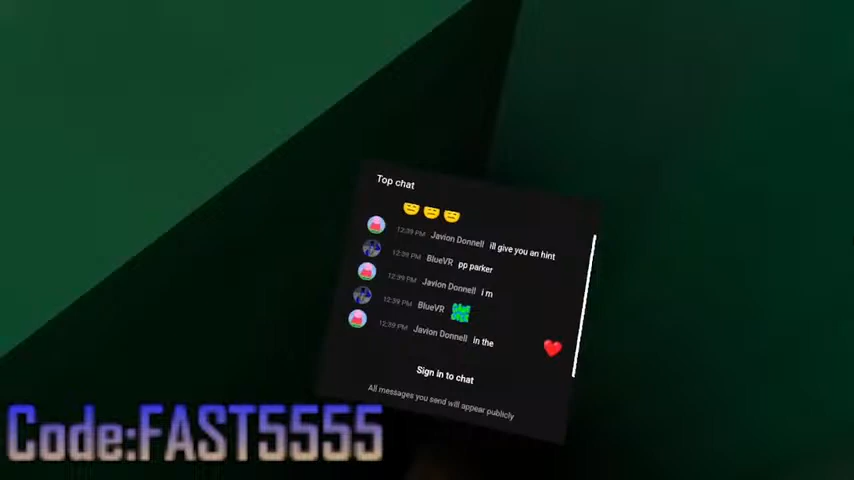 Top chat
12:39 PM Javion Donnell ill give you an hint
12:39 PM BlueVR pp parker
12:39 PM Javion Donnell i m
12:39 PM BlueVR
12:39 PM Javion Donnell in the
Sign in to chat
All messages you send will appear publicly
Code:FAST5555